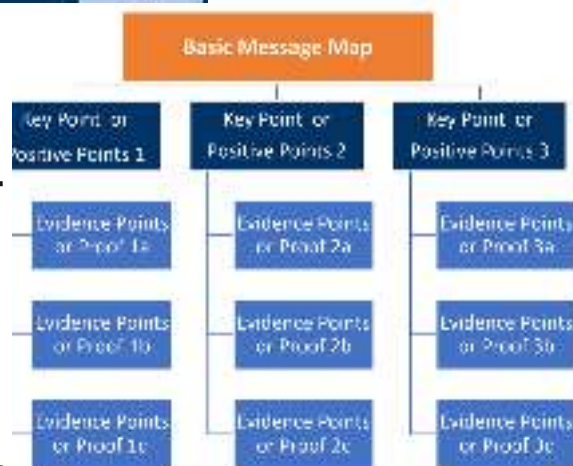 Basic Message Map
Key Point or
Positive Points 1
Key Point or
Positive Points 2
Key Point or
Positive Points 3
Evidence Points
or Proof 1a
Evidence Points
or Proof 2a
Evidence Points
or Proof 3a
Evidence Points
or Proof 1b
Evidence Points
or Proof 2b
Evidence Points
or Proof 3b
Evidence Points
or Proof 1c
Evidence Points
or Proof 2c
Evidence Points
or Proof 3c